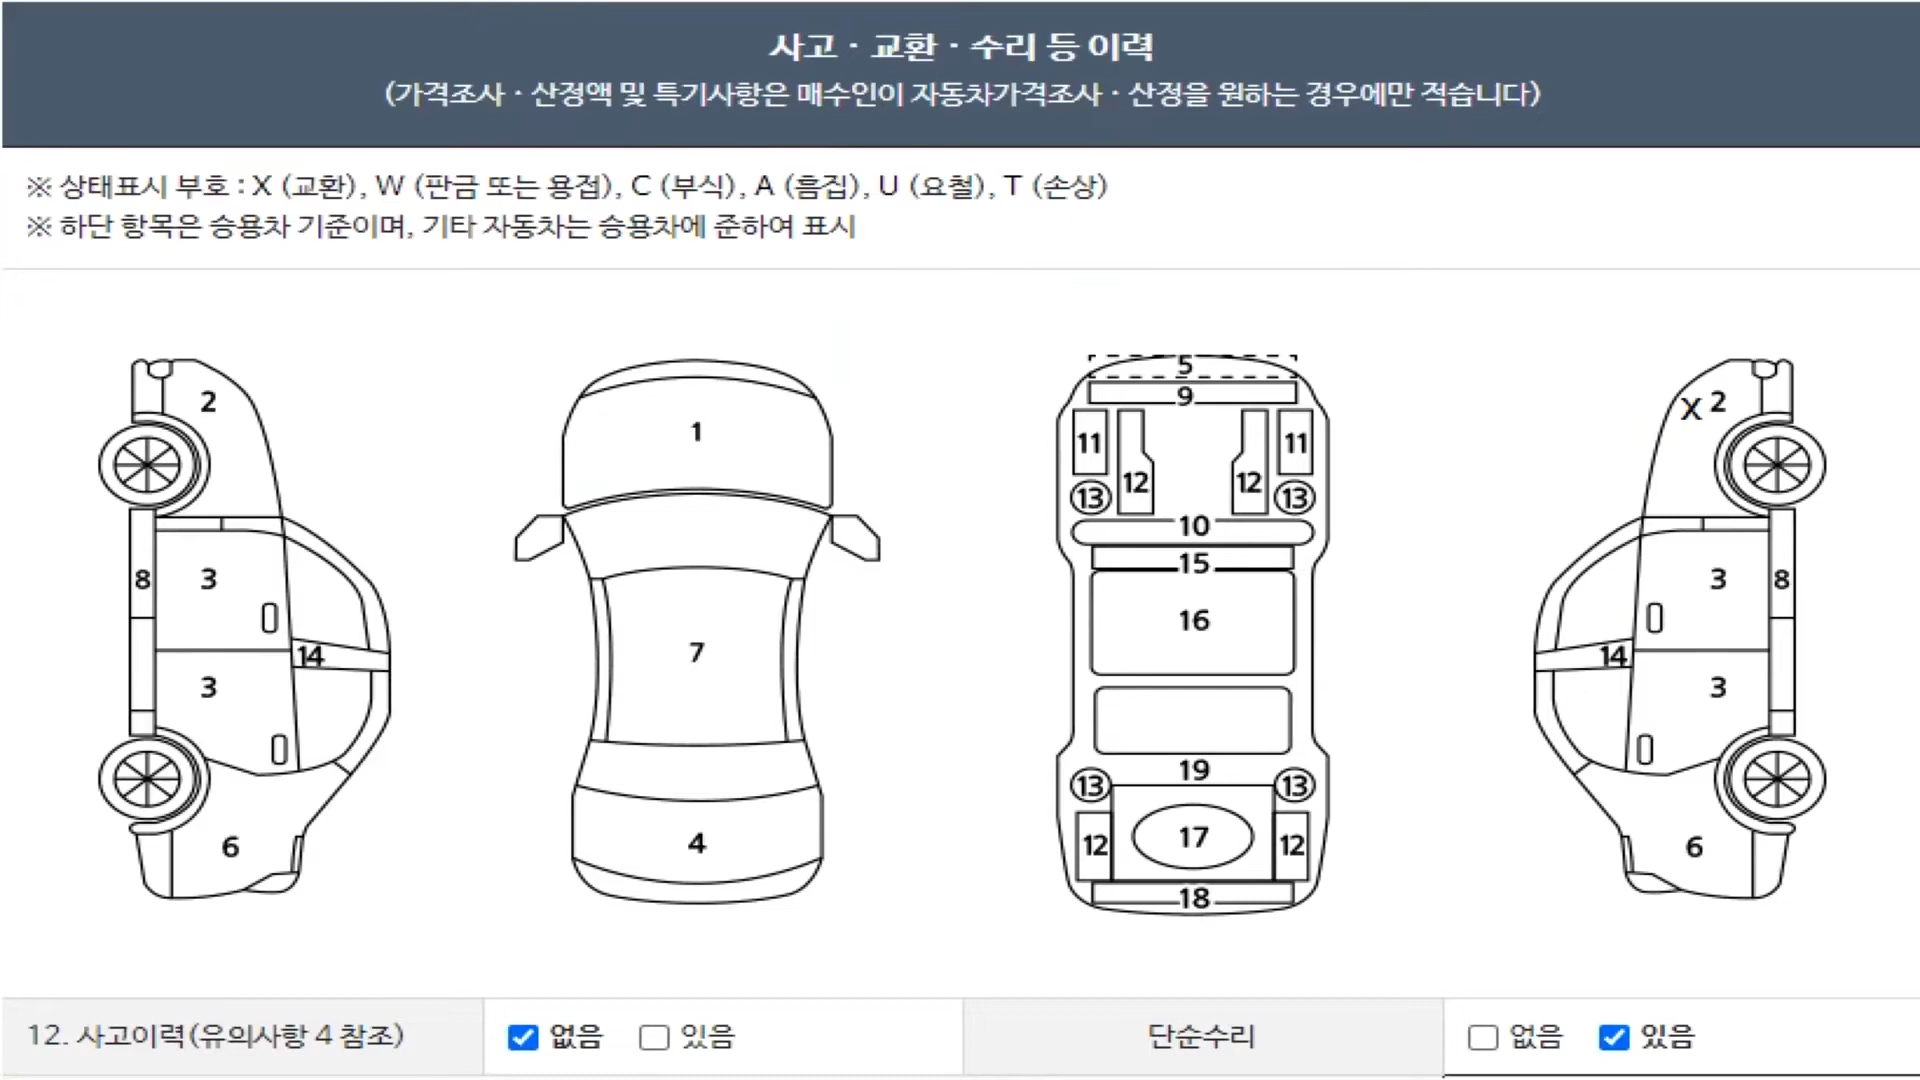 사고 · 교환 · 수리 등 이력
(가격조사 · 산정액 및 특기사항은 매수인이 자동차가격조사 · 산정을 원하는 경우에만 적습니다)
※ 상태표시 부호 : X (교환), W (판금 또는 용접), C (부식), A (흠집), U (요철), T (손상)
※ 하단 항목은 승용차 기준이며, 기타 자동차는 승용차에 준하여 표시
2
8
3
14
3
6
1
7
4
5
9
11 11
12 12
13 13
10
15
16
19
13 13
12 17 12
18
X 2
3
8
14
3
6
12. 사고이력(유의사항 4 참조)
없음 있음
단순수리
없음 있음